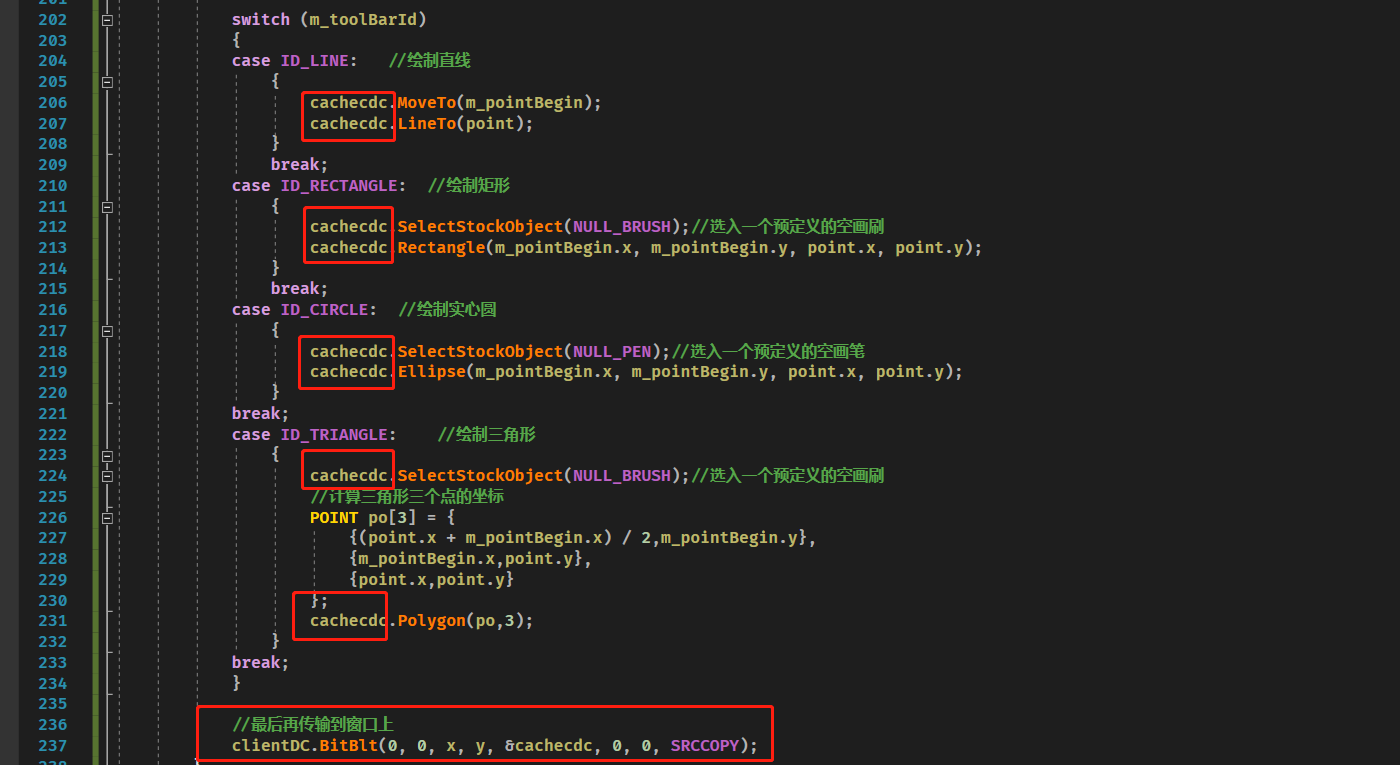 201
202 switch (m_toolBarId)
203 {
204 case ID_LINE: //绘制直线
205 {
206 cachecdc.MoveTo(m_pointBegin);
207 cachecdc.LineTo(point);
208 }
209 break;
210 case ID_RECTANGLE: //绘制矩形
211 {
212 cachecdc.SelectStockObject(NULL_BRUSH);//选入一个预定义的空画刷
213 cachecdc.Rectangle(m_pointBegin.x, m_pointBegin.y, point.x, point.y);
214 }
215 break;
216 case ID_CIRCLE: //绘制实心圆
217 {
218 cachecdc.SelectStockObject(NULL_PEN);//选入一个预定义的空画笔
219 cachecdc.Ellipse(m_pointBegin.x, m_pointBegin.y, point.x, point.y);
220 }
221 break;
222 case ID_TRIANGLE: //绘制三角形
223 {
224 cachecdc.SelectStockObject(NULL_BRUSH);//选入一个预定义的空画刷
225 //计算三角形三个点的坐标
226 POINT po[3] = {
227 {(point.x + m_pointBegin.x) / 2,m_pointBegin.y},
228 {m_pointBegin.x,point.y},
229 {point.x,point.y}
230 };
231 cachecdc.Polygon(po,3);
232 }
233 break;
234 }
235
236 //最后再传输到窗口上
237 clientDC.BitBlt(0, 0, x, y, &cachecdc, 0, 0, SRCCOPY);
238